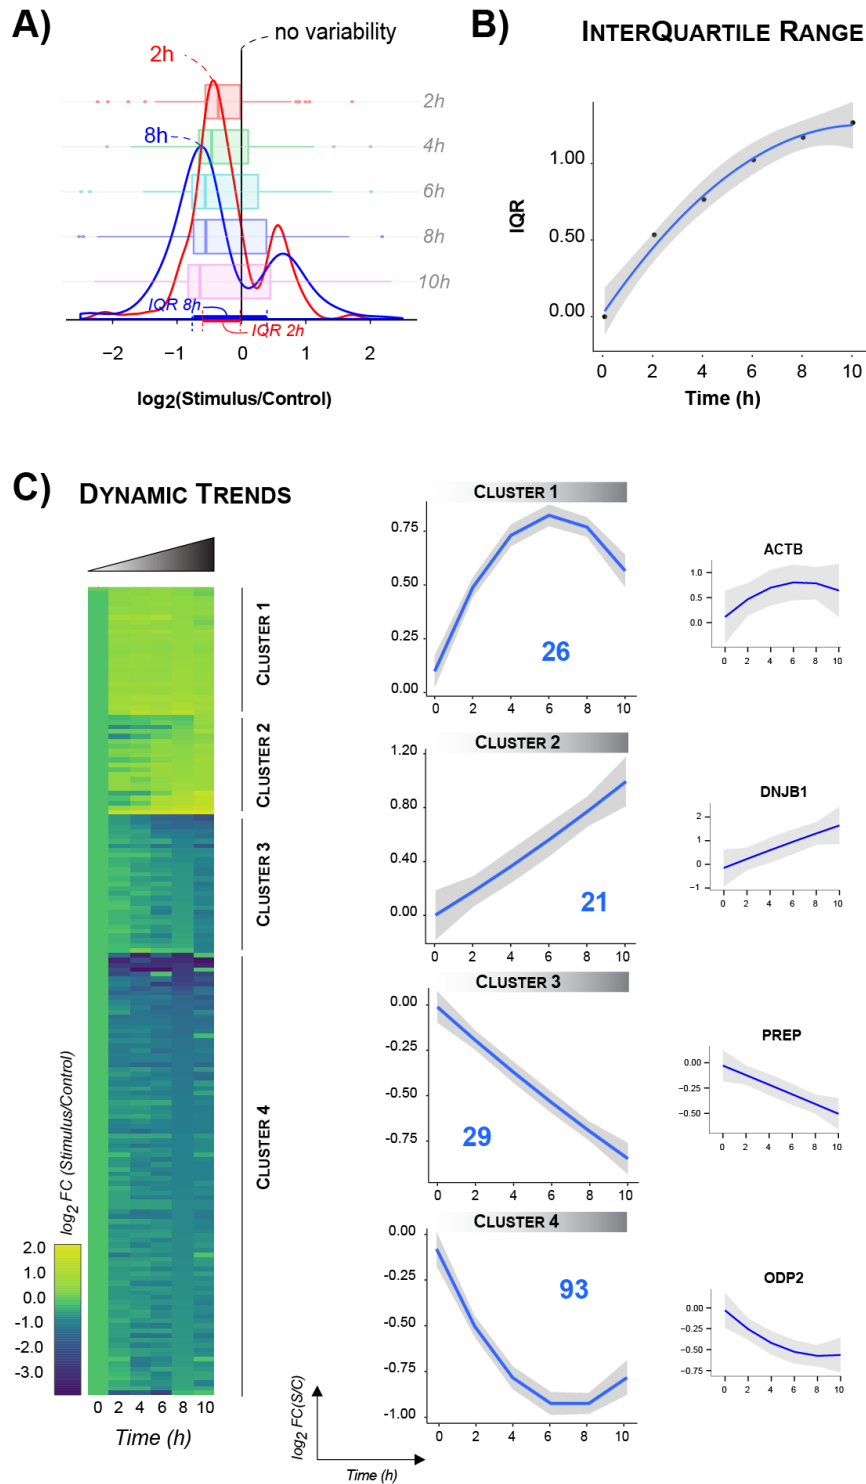 A)
no variability
2h
8h
2h
4h
6h
8h
10h
IQR 8h
IQR 2h
−2 −1 0 1 2
log2(Stimulus/Control)
B) INTERQUARTILE RANGE
1.00
0.50
0.00
IQR
0 2 4 6 8 10
Time (h)
C) DYNAMIC TRENDS
CLUSTER 1
CLUSTER 2
CLUSTER 3
CLUSTER 4
log2 FC (Stimulus/Control)
2.0
1.0
0.0
-1.0
-2.0
-3.0
0 2 4 6 8 10
Time (h)
CLUSTER 1
0.75
0.50
0.25
0.00
26
0 2 4 6 8 10
ACTB
1.0
0.5
0.0
0 2 4 6 8 10
CLUSTER 2
1.20
0.80
0.40
0.00
21
0 2 4 6 8 10
DNJB1
2
1
0
−1
0 2 4 6 8 10
CLUSTER 3
0.00
-0.25
-0.50
-0.75
29
0 2 4 6 8 10
PREP
0.00
−0.25
−0.50
0 2 4 6 8 10
CLUSTER 4
0.00
-0.25
-0.50
-0.75
-1.00
93
0 2 4 6 8 10
ODP2
0.00
−0.25
−0.50
−0.75
0 2 4 6 8 10
log2 FC(S/C)
Time (h)